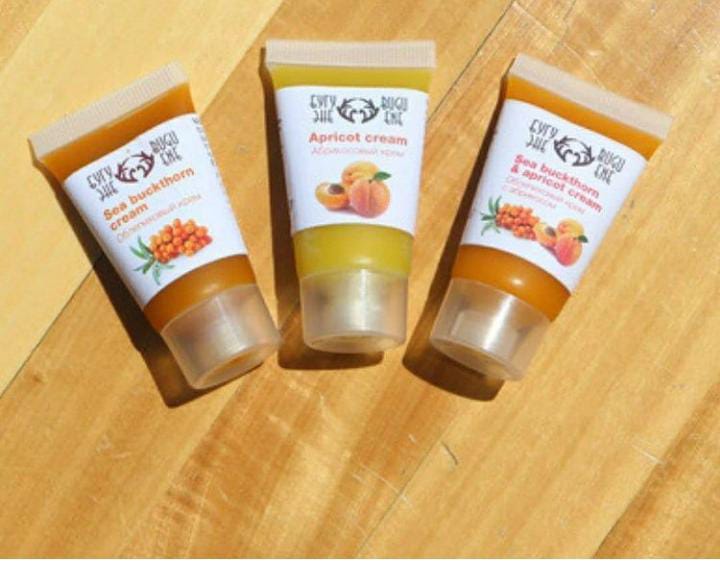 БУГУ BUGU
ЭНЕ ENE
Sea buckthorn
cream
Облепиховый крем
БУГУ BUGU
ЭНЕ ENE
Apricot cream
Абрикосовый крем
БУГУ BUGU
ЭНЕ ENE
Sea buckthorn
& apricot cream
Облепиховый крем
с абрикосом